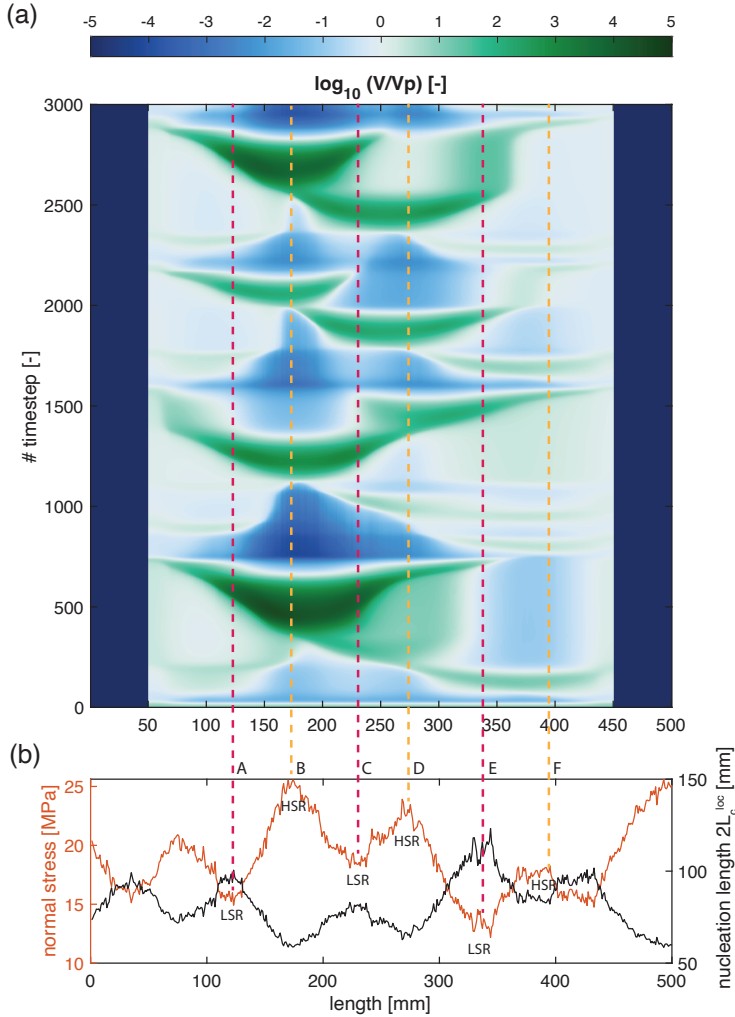 (a)
-5 -4 -3 -2 -1 0 1 2 3 4 5
log10 (V/Vp) [-]
3000
2500
2000
1500
1000
500
0
# timestep [-]
50 100 150 200 250 300 350 400 450 500
(b)
A B C D E F
25
20
15
10
normal stress [MPa]
HSR
HSR
LSR
HSR
LSR
LSR
150
100
50
nucleation length 2Lc^loc [mm]
0 100 200 300 400 500
length [mm]